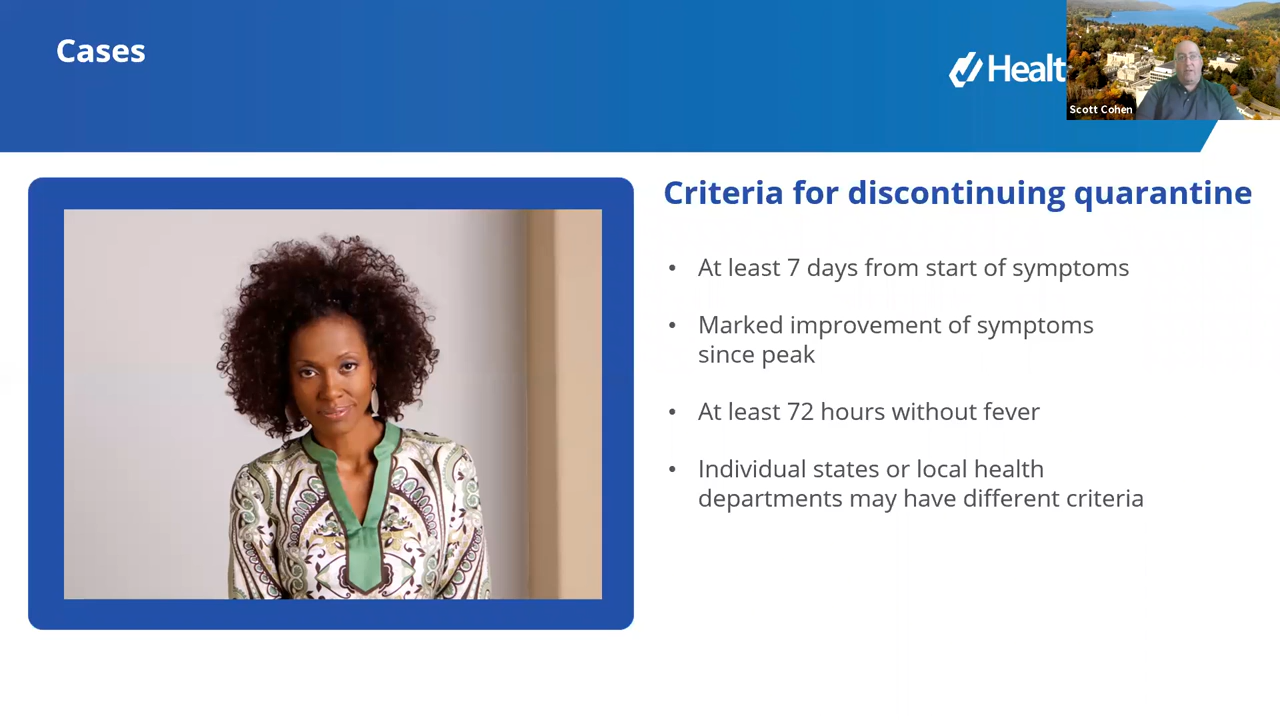 Cases
Healt
Scott Cohen
Criteria for discontinuing quarantine
• At least 7 days from start of symptoms
• Marked improvement of symptoms
since peak
• At least 72 hours without fever
• Individual states or local health
departments may have different criteria